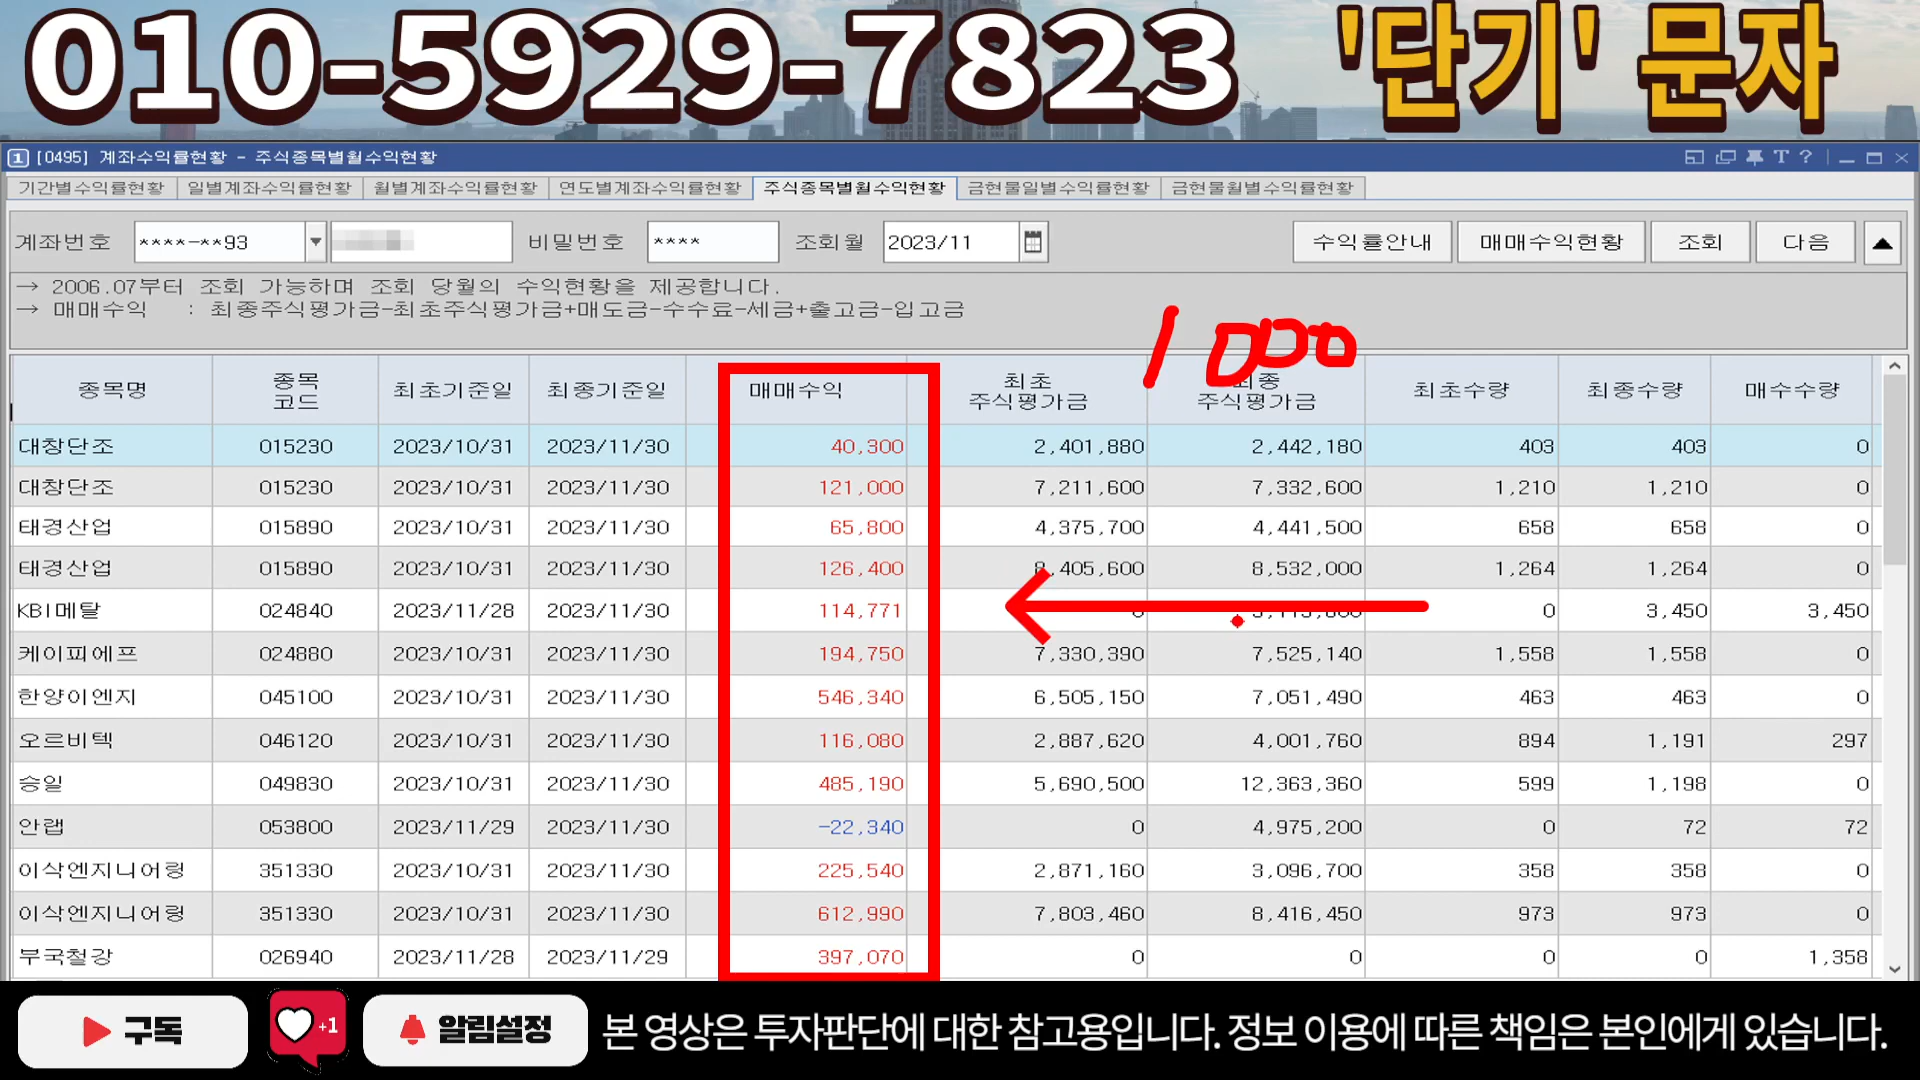 010-5929-7823 '단기' 문자
1 [0495] 계좌수익률현황 - 주식종목별월수익현황
기간별수익률현황 일별계좌수익률현황 월별계좌수익률현황 연도별계좌수익률현황 주식종목별월수익현황 금현물일별수익률현황 금현물월별수익률현황
계좌번호 ****-**93 비밀번호 **** 조회월 2023/11 수익률안내 매매수익현황 조회 다음
→ 2006.07부터 조회 가능하며 조회 당월의 수익현황을 제공합니다.
→ 매매수익 : 최종주식평가금-최초주식평가금+매도금-수수료-세금+출고금-입고금
1000
종목명 종목코드 최초기준일 최종기준일 매매수익 최초주식평가금 최종주식평가금 최초수량 최종수량 매수수량
대창단조 015230 2023/10/31 2023/11/30 40,300 2,401,880 2,442,180 403 403 0
대창단조 015230 2023/10/31 2023/11/30 121,000 7,211,600 7,332,600 1,210 1,210 0
태경산업 015890 2023/10/31 2023/11/30 65,800 4,375,700 4,441,500 658 658 0
태경산업 015890 2023/10/31 2023/11/30 126,400 8,405,600 8,532,000 1,264 1,264 0
KBI메탈 024840 2023/11/28 2023/11/30 114,771 0 0 3,450 3,450
케이피에프 024880 2023/10/31 2023/11/30 194,750 7,330,390 7,525,140 1,558 1,558 0
한양이엔지 045100 2023/10/31 2023/11/30 546,340 6,505,150 7,051,490 463 463 0
오르비텍 046120 2023/10/31 2023/11/30 116,080 2,887,620 4,001,760 894 1,191 297
승일 049830 2023/10/31 2023/11/30 485,190 5,690,500 12,363,360 599 1,198 0
안랩 053800 2023/11/29 2023/11/30 -22,340 0 4,975,200 0 72 72
이삭엔지니어링 351330 2023/10/31 2023/11/30 225,540 2,871,160 3,096,700 358 358 0
이삭엔지니어링 351330 2023/10/31 2023/11/30 612,990 7,803,460 8,416,450 973 973 0
부국철강 026940 2023/11/28 2023/11/29 397,070 0 0 0 0 1,358
구독 +1 알림설정 본 영상은 투자판단에 대한 참고용입니다. 정보 이용에 따른 책임은 본인에게 있습니다.